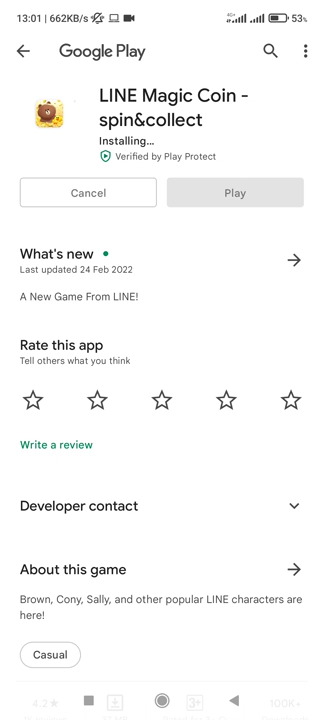 13:01 | 662KB/s
4G+
53%
Google Play
LINE Magic Coin -
spin&collect
Installing...
Verified by Play Protect
Cancel
Play
What's new
Last updated 24 Feb 2022
A New Game From LINE!
Rate this app
Tell others what you think
Write a review
Developer contact
About this game
Brown, Cony, Sally, and other popular LINE characters are
here!
Casual
4.2★
3+
100K+